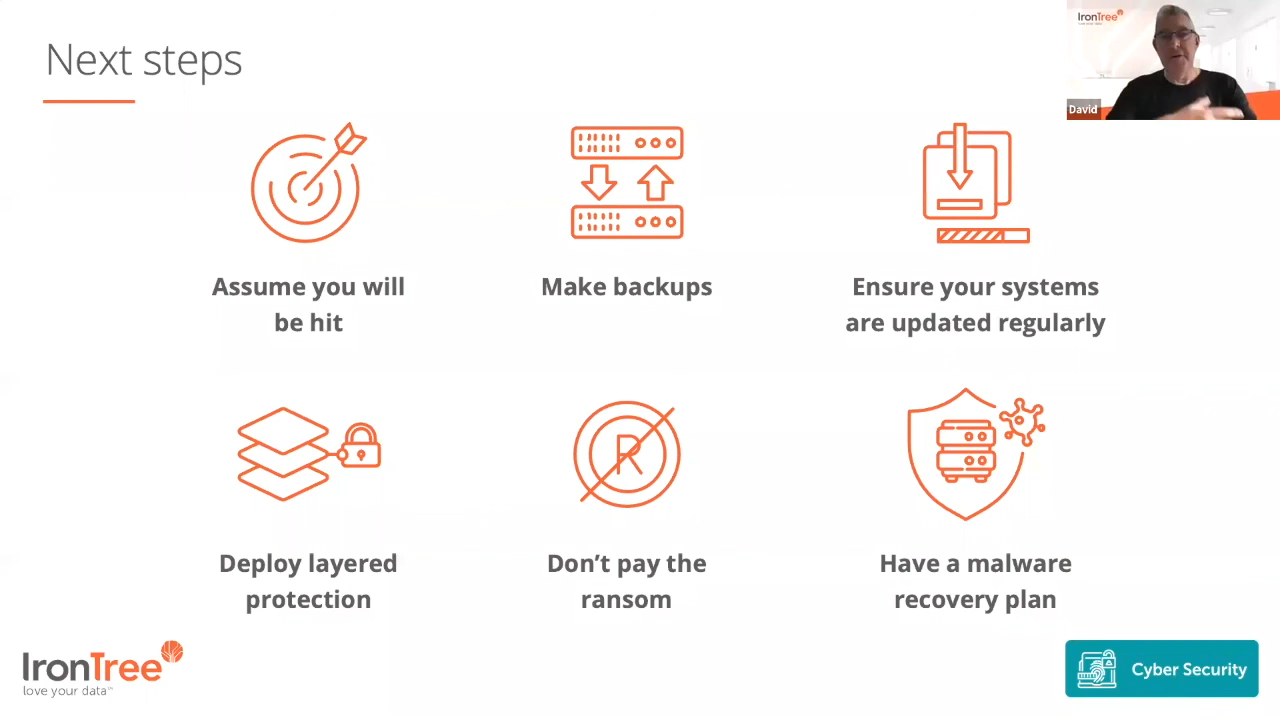 Next steps
IronTree
David
Assume you will
be hit
Make backups
Ensure your systems
are updated regularly
R
Deploy layered
protection
Don’t pay the
ransom
Have a malware
recovery plan
IronTree
love your data
Cyber Security